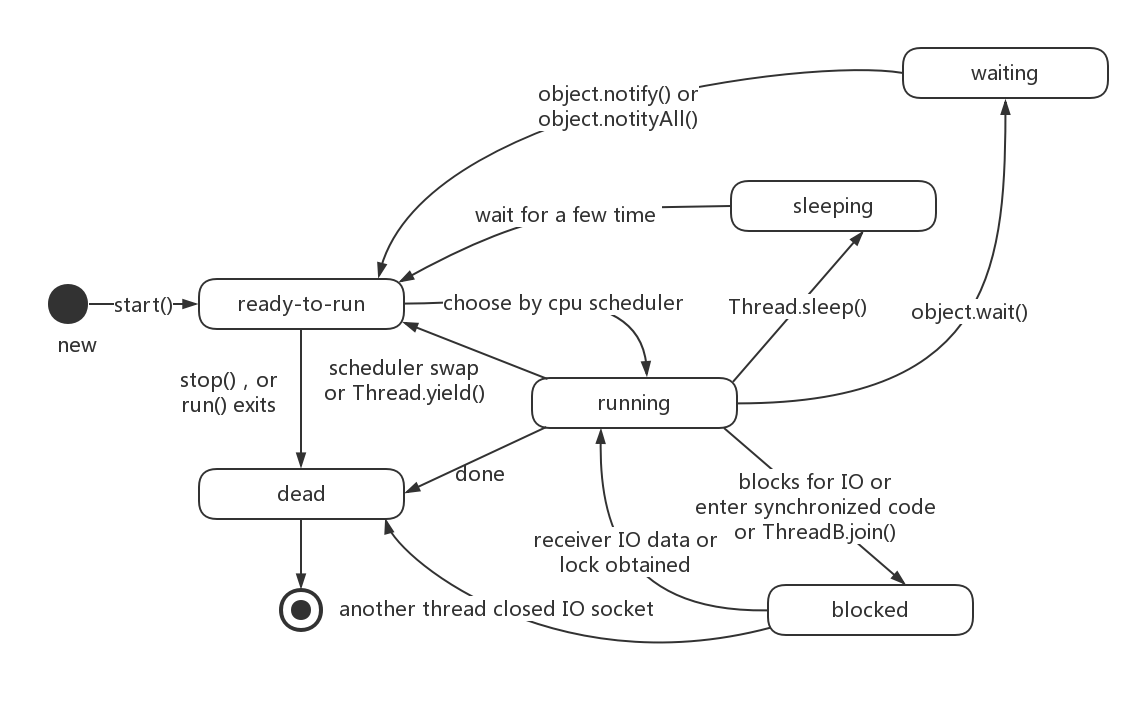 waiting
object.notify() or
object.notityAll()
sleeping
wait for a few time
ready-to-run
start()
choose by cpu scheduler
Thread.sleep()
object.wait()
new
scheduler swap
or Thread.yield()
stop() , or
run() exits
running
done
dead
blocks for IO or
enter synchronized code
or ThreadB.join()
receiver IO data or
lock obtained
another thread closed IO socket
blocked